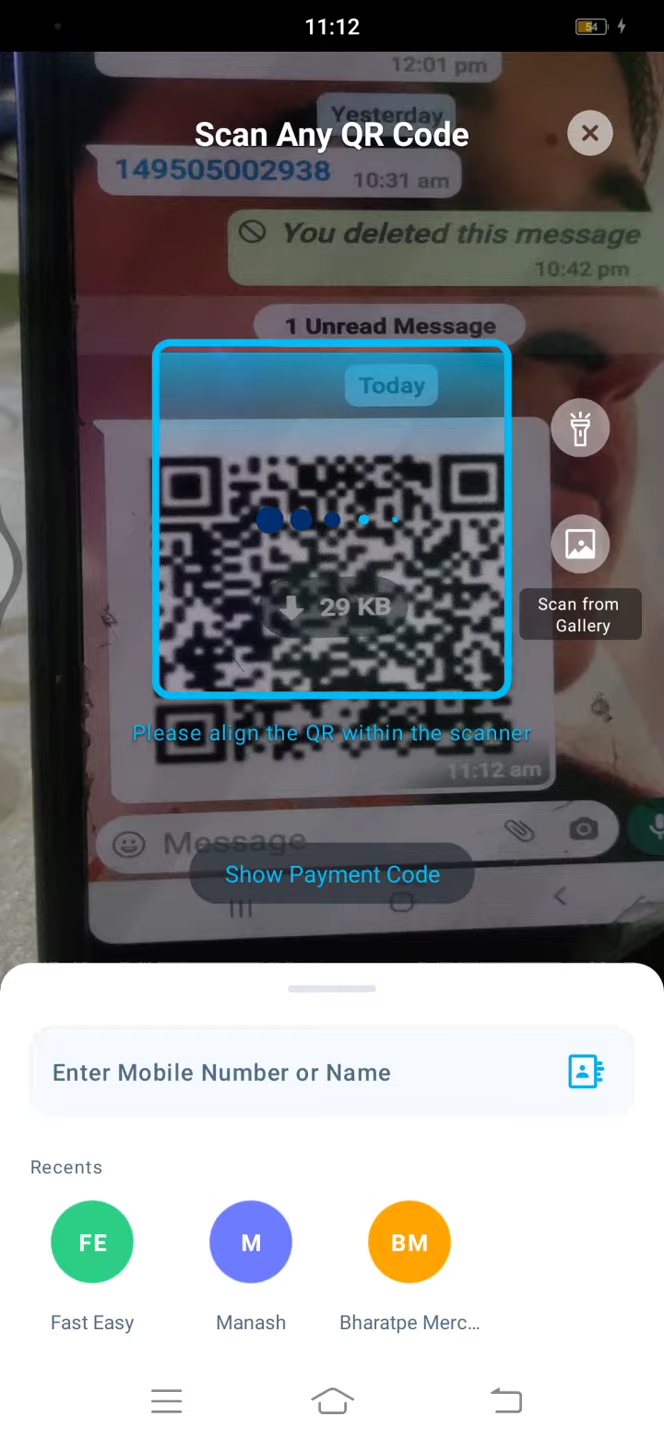 11:12
54
12:01 pm
Yesterday
Scan Any QR Code
149505002938 10:31 am
You deleted this message
10:42 pm
1 Unread Message
Today
29 KB
Scan from
Gallery
Please align the QR within the scanner
11:12 am
Message
Show Payment Code
Enter Mobile Number or Name
Recents
FE
M
BM
Fast Easy
Manash
Bharatpe Merc...